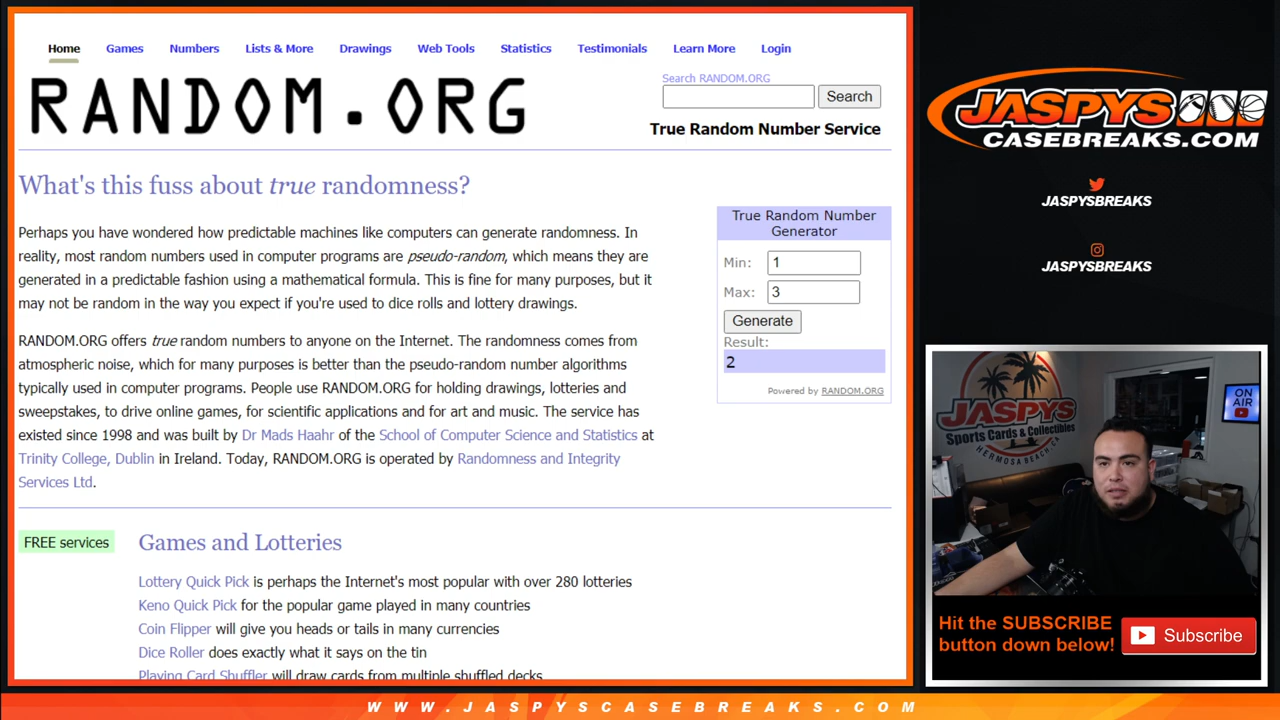 Home Games Numbers Lists & More Drawings Web Tools Statistics Testimonials Learn More Login
RANDOM.ORG
Search RANDOM.ORG
Search
True Random Number Service
What's this fuss about true randomness?
Perhaps you have wondered how predictable machines like computers can generate randomness. In
reality, most random numbers used in computer programs are pseudo-random, which means they are
generated in a predictable fashion using a mathematical formula. This is fine for many purposes, but it
may not be random in the way you expect if you're used to dice rolls and lottery drawings.
RANDOM.ORG offers true random numbers to anyone on the Internet. The randomness comes from
atmospheric noise, which for many purposes is better than the pseudo-random number algorithms
typically used in computer programs. People use RANDOM.ORG for holding drawings, lotteries and
sweepstakes, to drive online games, for scientific applications and for art and music. The service has
existed since 1998 and was built by Dr Mads Haahr of the School of Computer Science and Statistics at
Trinity College, Dublin in Ireland. Today, RANDOM.ORG is operated by Randomness and Integrity
Services Ltd.
True Random Number
Generator
Min: 1
Max: 3
Generate
Result:
2
Powered by RANDOM.ORG
FREE services
Games and Lotteries
Lottery Quick Pick is perhaps the Internet's most popular with over 280 lotteries
Keno Quick Pick for the popular game played in many countries
Coin Flipper will give you heads or tails in many currencies
Dice Roller does exactly what it says on the tin
Playing Card Shuffler will draw cards from multiple shuffled decks
JASPYS
CASEBREAKS.COM
JASPYSBREAKS
JASPYSBREAKS
JASPYS
Sports Cards & Collectibles
HERMOSA BEACH, CA
ON
AIR
Hit the SUBSCRIBE
button down below!
Subscribe
WWW.JASPYSCASEBREAKS.COM